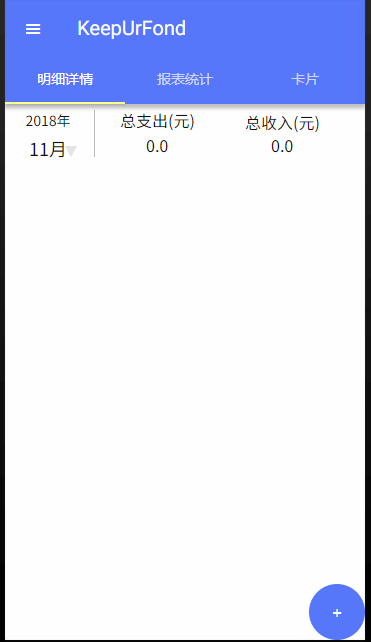 KeepUrFond
明细详情 报表统计 卡片
2018年 总支出(元) 总收入(元)
11月 0.0 0.0
+